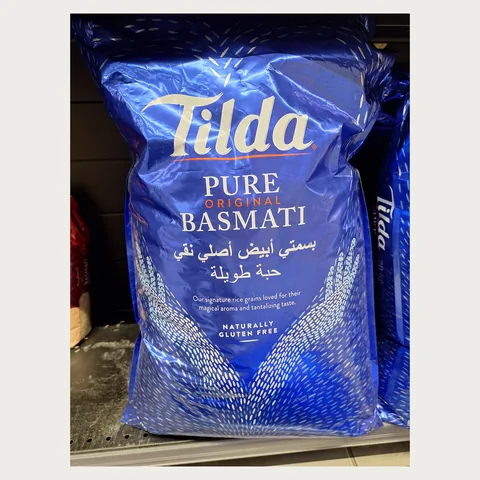 Tilda
PURE
ORIGINAL
BASMATI
بسمتي أبيض أصلي نقي
حبة طويلة
Our signature rice grains loved for their
magical aroma and tantalizing taste.
NATURALLY
GLUTEN FREE
Tilda